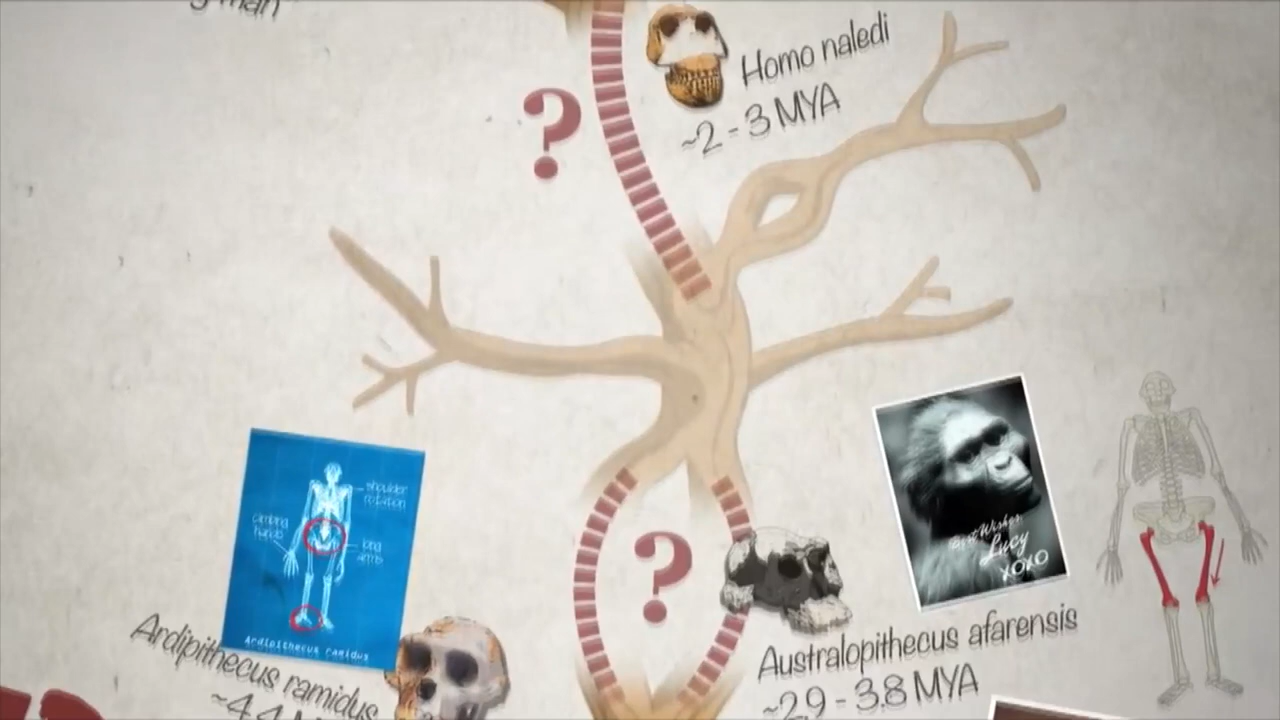 ?
Homo naledi
~2 - 3 MYA
shoulder
rotation
climbing
hands
long
arms
Ardipithecus ramidus
Ardipithecus ramidus
?
Best Wishes,
Lucy
XOXO
Australopithecus afarensis
~2.9 - 3.8 MYA